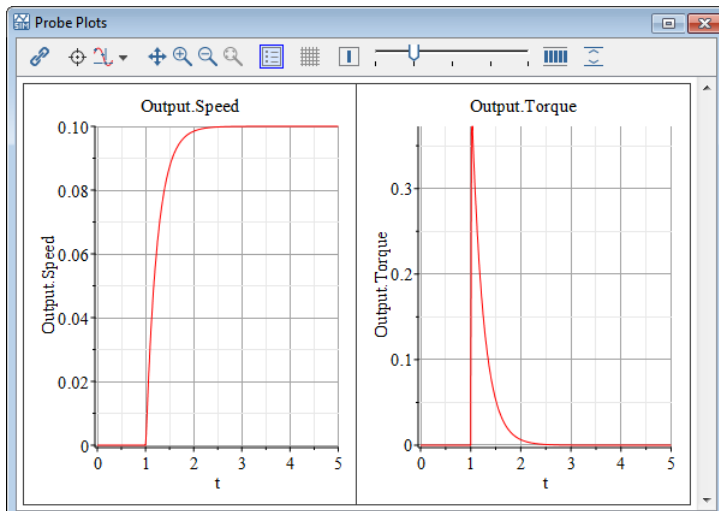 Probe Plots
Output.Speed
0.10
0.08
0.06
0.04
0.02
0
Output.Speed
0 1 2 3 4 5
t
Output.Torque
0.3
0.2
0.1
0
Output.Torque
0 1 2 3 4 5
t